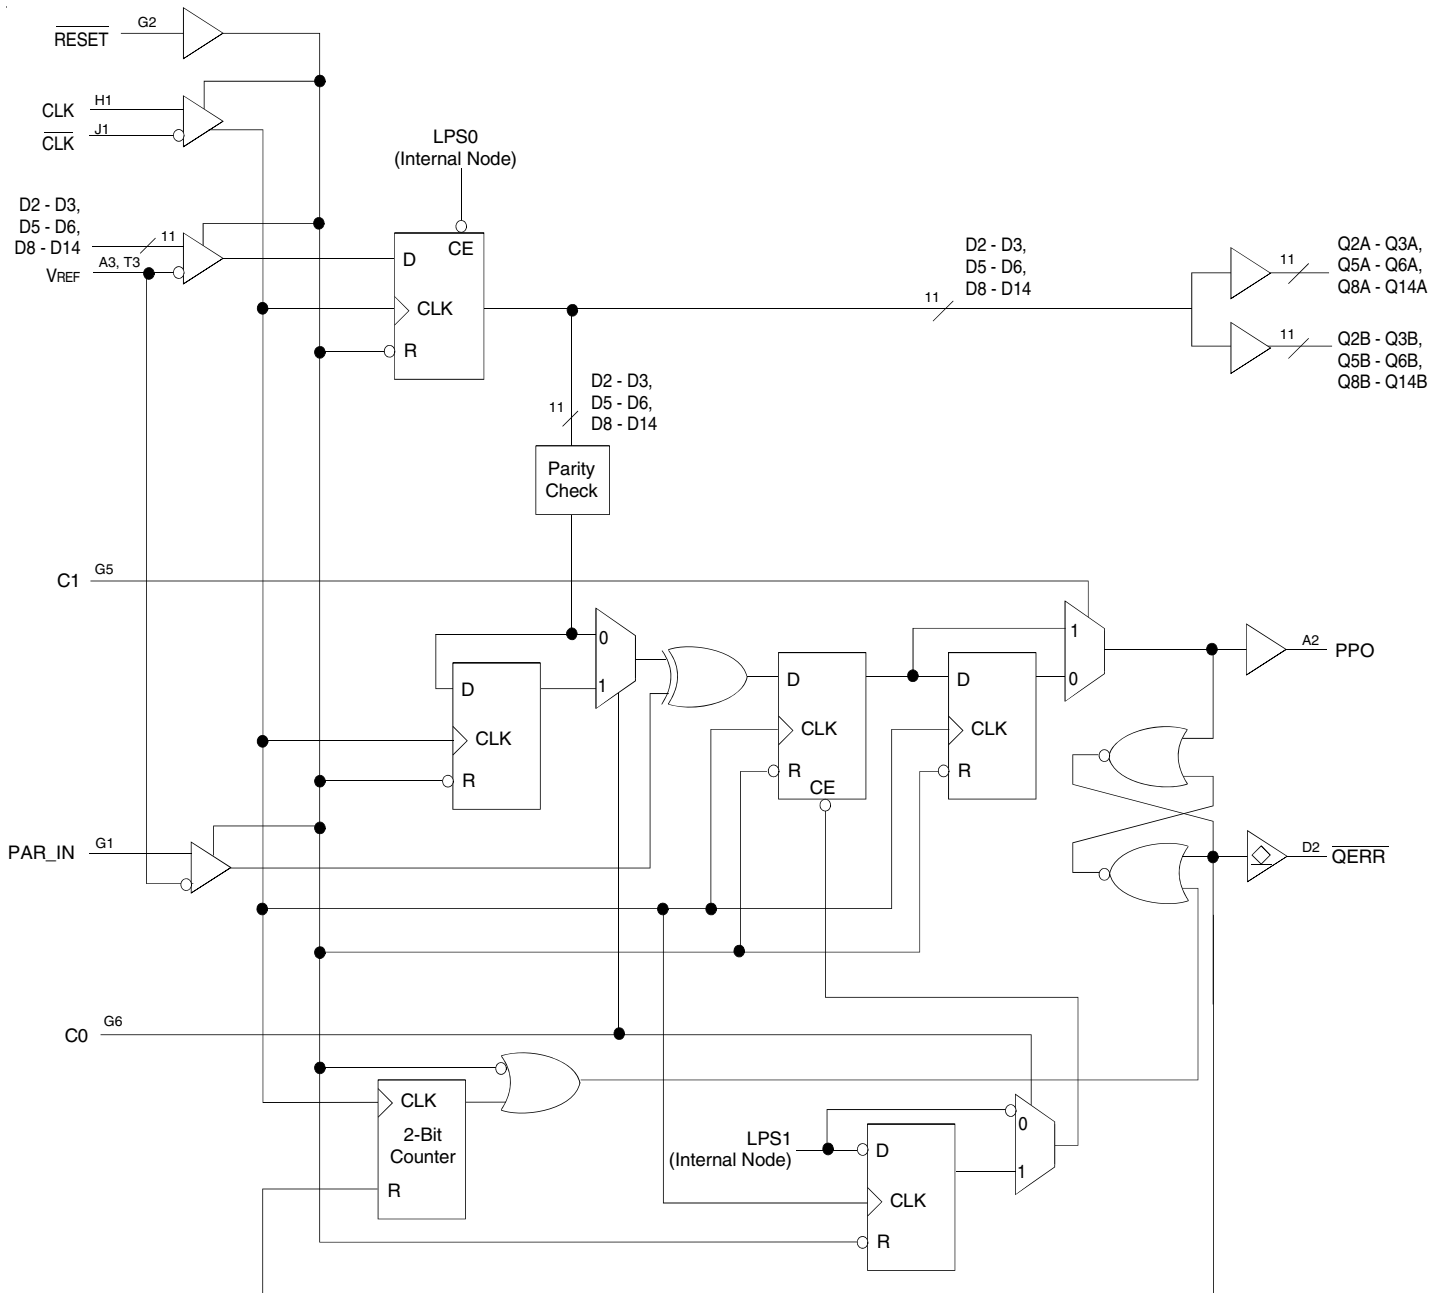 RESET
G2
CLK
H1
CLK
J1
LPS0
(Internal Node)
D2 - D3,
D5 - D6,
D8 - D14
11
VREF
A3, T3
D
CE
CLK
R
D2 - D3,
D5 - D6,
D8 - D14
11
11
Q2A - Q3A,
Q5A - Q6A,
Q8A - Q14A
11
Q2B - Q3B,
Q5B - Q6B,
Q8B - Q14B
11
D2 - D3,
D5 - D6,
D8 - D14
Parity
Check
C1
G5
0
1
D
CLK
R
D
CLK
R
CE
D
CLK
R
1
0
A2
PPO
PAR_IN
G1
D2
QERR
C0
G6
CLK
2-Bit
Counter
R
LPS1
(Internal Node)
D
CLK
R
0
1